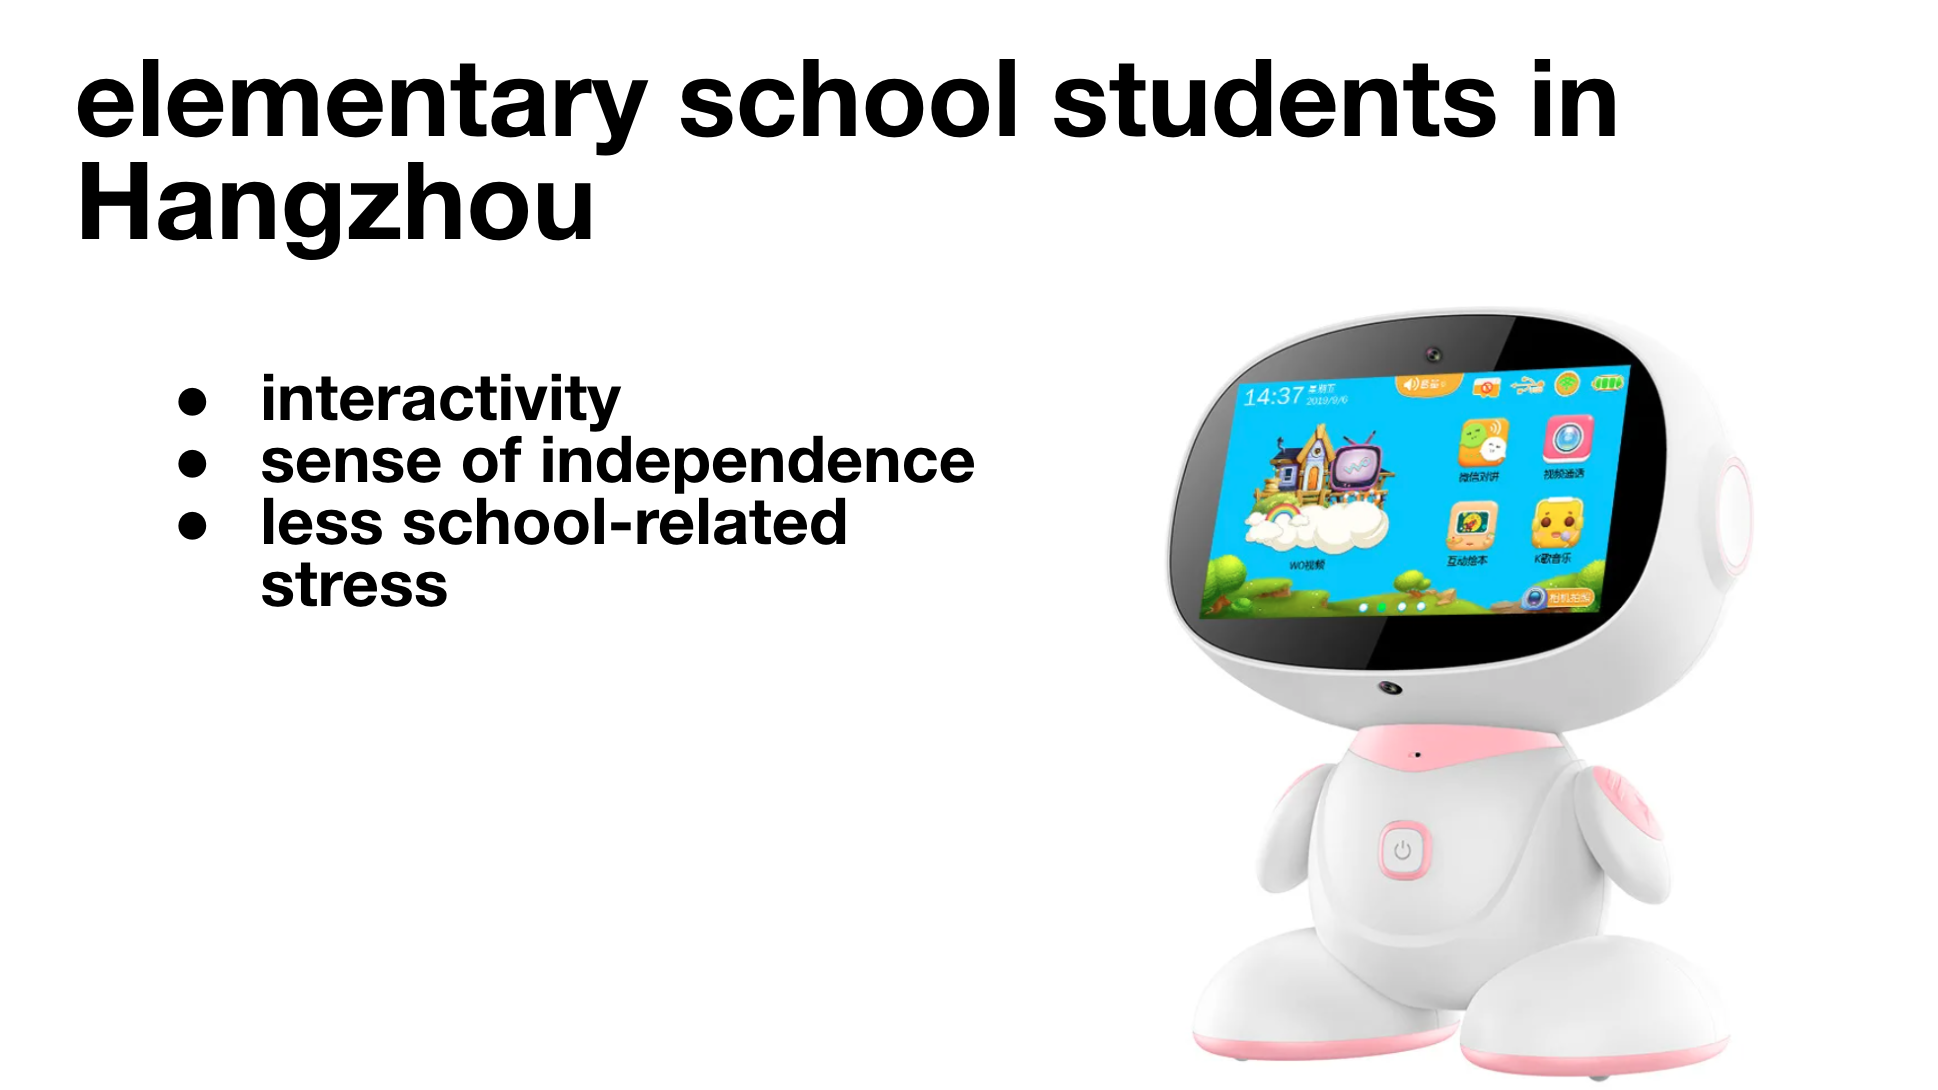 elementary school students in
Hangzhou
● interactivity
● sense of independence
● less school-related
stress
14:37 星期五
2019/9/6
微信对讲
视频通话
WO视频
互动绘本
K歌音乐